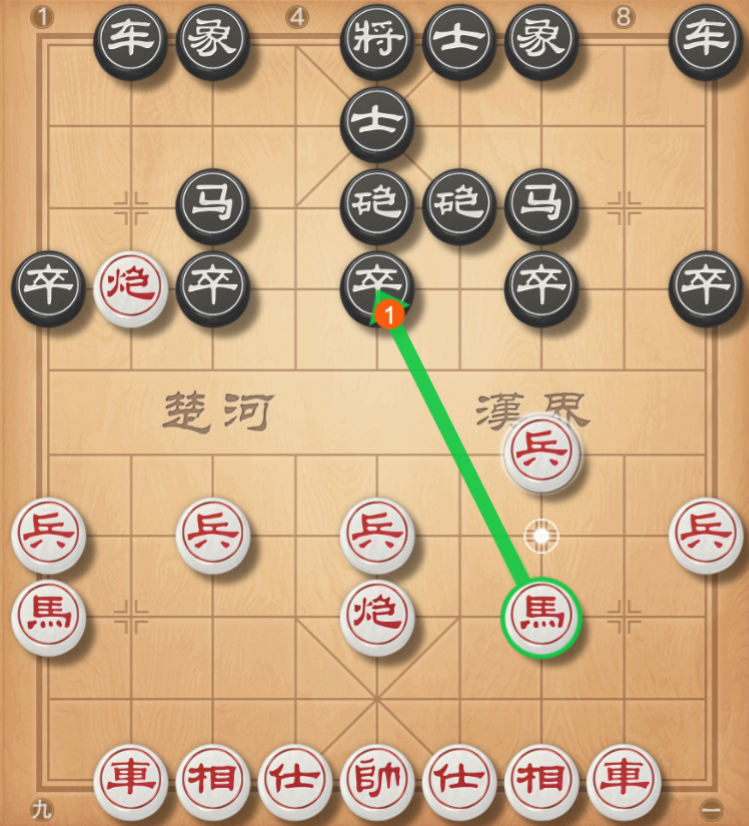 1 4 8
车 象 將 士 象 车
士
马 砲 砲 马
卒 炮 卒 卒 卒 卒
1
楚河 漢界
兵
兵 兵 兵 兵
馬 炮 馬
車 相 仕 帥 仕 相 車
九 一